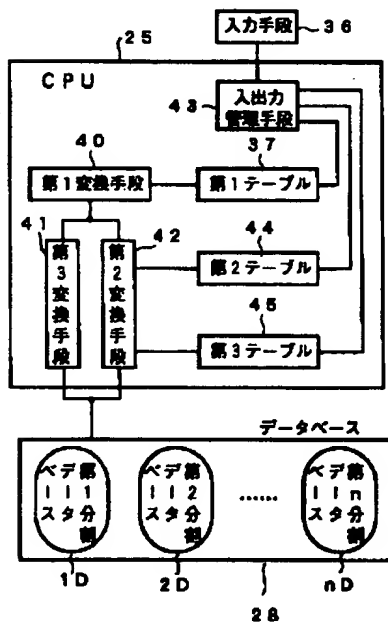 入力手段
36
25
CPU
43
入出力
管理手段
40
37
第1変換手段
第1テーブル
41
42
44
第3変換手段
第2変換手段
第2テーブル
45
第3テーブル
データベース
第1分割
データ
ベース
第2分割
データ
ベース
……
第n分割
データ
ベース
1D
2D
nD
28